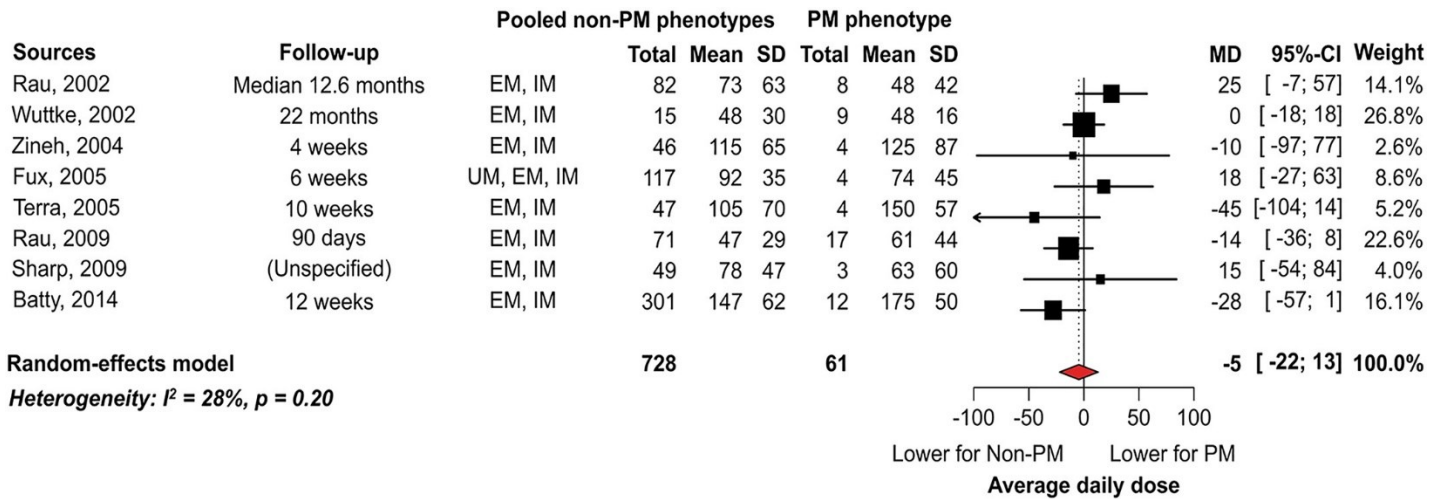 Pooled non-PM phenotypes PM phenotype
Sources Follow-up Total Mean SD Total Mean SD MD 95%-CI Weight
Rau, 2002 Median 12.6 months EM, IM 82 73 63 8 48 42 25 [ -7; 57] 14.1%
Wuttke, 2002 22 months EM, IM 15 48 30 9 48 16 0 [-18; 18] 26.8%
Zineh, 2004 4 weeks EM, IM 46 115 65 4 125 87 -10 [-97; 77] 2.6%
Fux, 2005 6 weeks UM, EM, IM 117 92 35 4 74 45 18 [-27; 63] 8.6%
Terra, 2005 10 weeks EM, IM 47 105 70 4 150 57 -45 [-104; 14] 5.2%
Rau, 2009 90 days EM, IM 71 47 29 17 61 44 -14 [-36; 8] 22.6%
Sharp, 2009 (Unspecified) EM, IM 49 78 47 3 63 60 15 [-54; 84] 4.0%
Batty, 2014 12 weeks EM, IM 301 147 62 12 175 50 -28 [-57; 1] 16.1%
Random-effects model 728 61 -5 [ -22; 13] 100.0%
Heterogeneity: I² = 28%, p = 0.20
-100 -50 0 50 100
Lower for Non-PM Lower for PM
Average daily dose